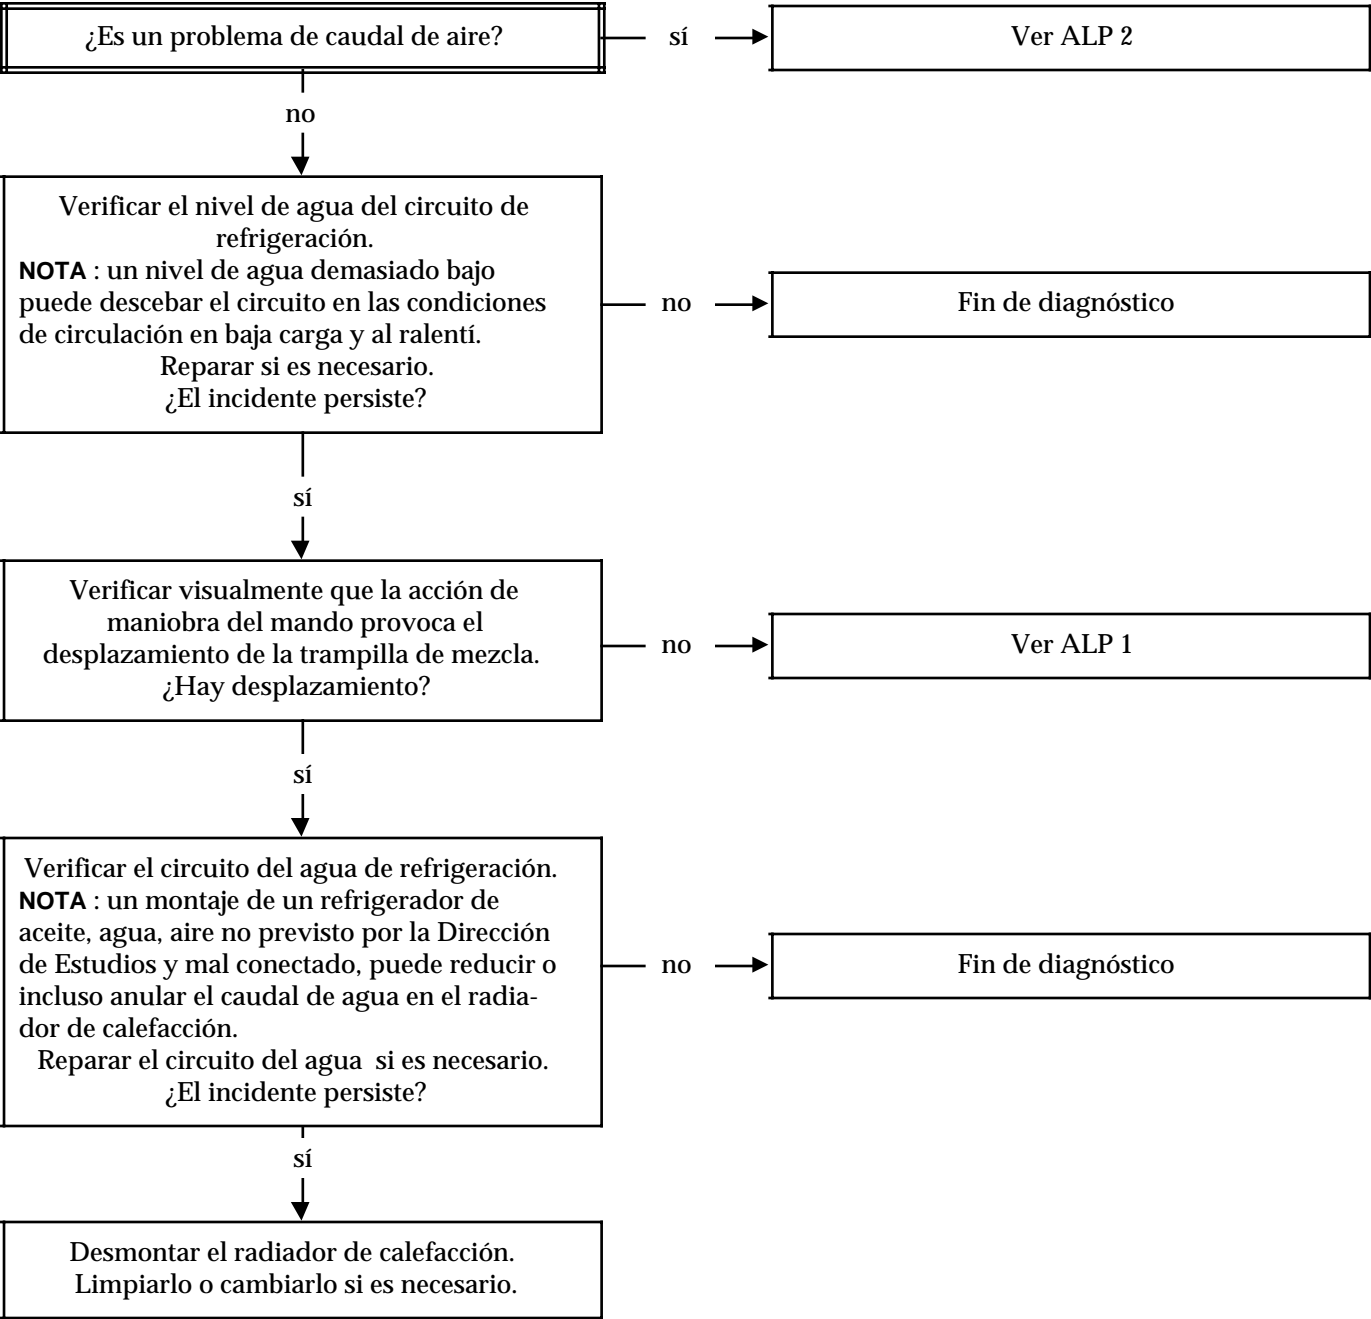 ¿Es un problema de caudal de aire?
sí
Ver ALP 2
no
Verificar el nivel de agua del circuito de
refrigeración.
NOTA : un nivel de agua demasiado bajo
puede descebar el circuito en las condiciones
de circulación en baja carga y al ralentí.
Reparar si es necesario.
¿El incidente persiste?
no
Fin de diagnóstico
sí
Verificar visualmente que la acción de
maniobra del mando provoca el
desplazamiento de la trampilla de mezcla.
¿Hay desplazamiento?
no
Ver ALP 1
sí
Verificar el circuito del agua de refrigeración.
NOTA : un montaje de un refrigerador de
aceite, agua, aire no previsto por la Dirección
de Estudios y mal conectado, puede reducir o
incluso anular el caudal de agua en el radia-
dor de calefacción.
Reparar el circuito del agua  si es necesario.
¿El incidente persiste?
no
Fin de diagnóstico
sí
Desmontar el radiador de calefacción.
Limpiarlo o cambiarlo si es necesario.